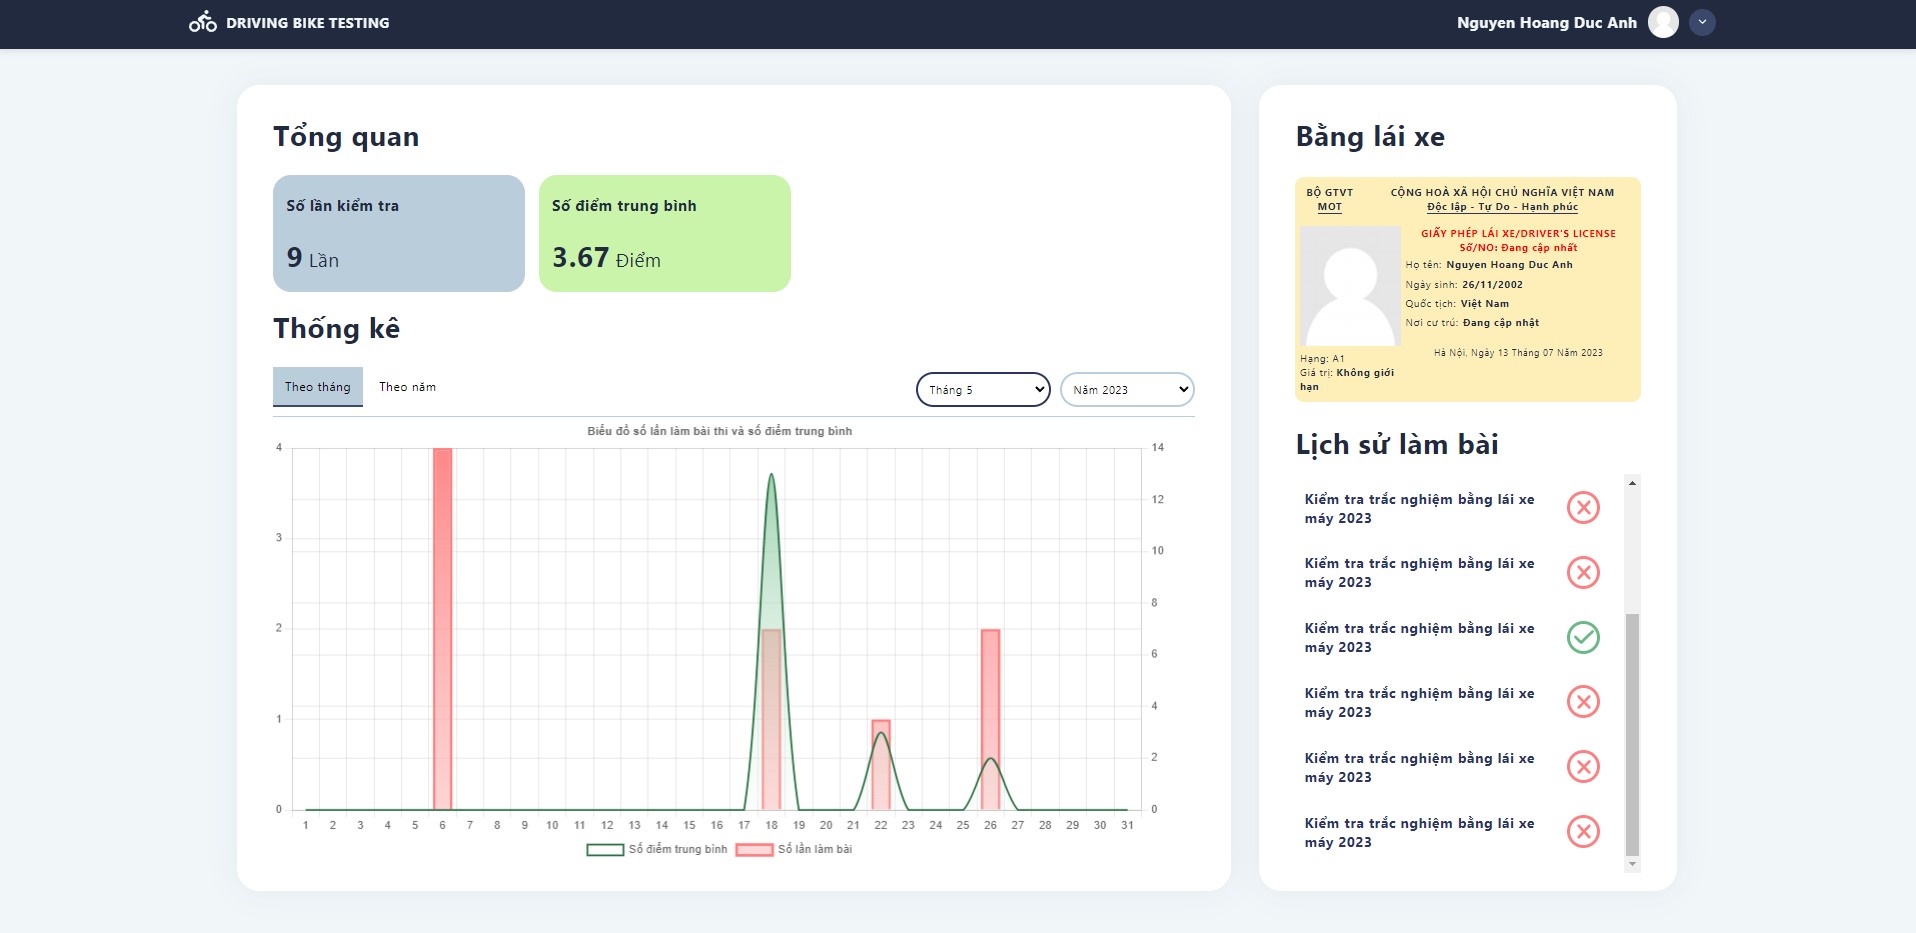 DRIVING BIKE TESTING
Nguyen Hoang Duc Anh
Tổng quan
Số lần kiểm tra
9 Lần
Số điểm trung bình
3.67 Điểm
Thống kê
Theo tháng
Theo năm
Tháng 5
Năm 2023
Biểu đồ số lần làm bài thi và số điểm trung bình
4
3
2
1
0
14
12
10
8
6
4
2
0
1 2 3 4 5 6 7 8 9 10 11 12 13 14 15 16 17 18 19 20 21 22 23 24 25 26 27 28 29 30 31
Số điểm trung bình
Số lần làm bài
Bằng lái xe
BỘ GTVT
MOT
CỘNG HOÀ XÃ HỘI CHỦ NGHĨA VIỆT NAM
Độc lập - Tự Do - Hạnh phúc
GIẤY PHÉP LÁI XE/DRIVER'S LICENSE
Số/NO: Đang cập nhất
Họ tên: Nguyen Hoang Duc Anh
Ngày sinh: 26/11/2002
Quốc tịch: Việt Nam
Nơi cư trú: Đang cập nhật
Hà Nội, Ngày 13 Tháng 07 Năm 2023
Hạng: A1
Giá trị: Không giới
hạn
Lịch sử làm bài
Kiểm tra trắc nghiệm bằng lái xe
máy 2023
Kiểm tra trắc nghiệm bằng lái xe
máy 2023
Kiểm tra trắc nghiệm bằng lái xe
máy 2023
Kiểm tra trắc nghiệm bằng lái xe
máy 2023
Kiểm tra trắc nghiệm bằng lái xe
máy 2023
Kiểm tra trắc nghiệm bằng lái xe
máy 2023